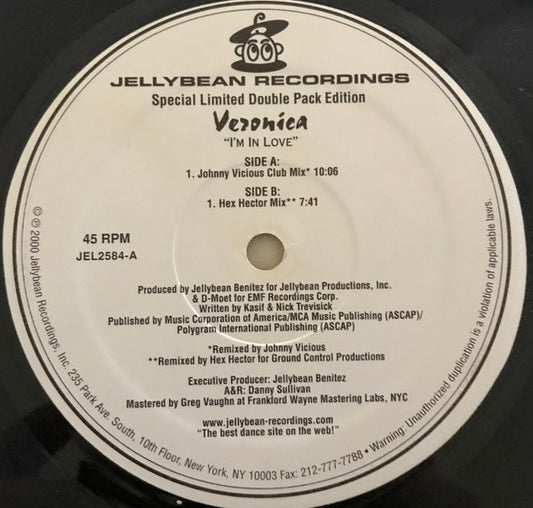 JELLYBEAN RECORDINGS
Special Limited Double Pack Edition
Veronica
"I'M IN LOVE"
SIDE A:
1. Johnny Vicious Club Mix* 10:06
SIDE B:
1. Hex Hector Mix** 7:41
45 RPM
JEL2584-A
Produced by Jellybean Benitez for Jellybean Productions, Inc.
& D-Moet for EMF Recordings Corp.
Written by Kasif & Nick Trevisick
Published by Music Corporation of America/MCA Music Publishing (ASCAP)/
Polygram International Publishing (ASCAP)
*Remixed by Johnny Vicious
**Remixed by Hex Hector for Ground Control Productions
Executive Producer: Jellybean Benitez
A&R: Danny Sullivan
Mastered by Greg Vaughn at Franklord Wayne Mastering Labs, NYC
www.jellybean-recordings.com
"The best dance site on the web!"
© ℗ 2000 Jellybean Recordings, Inc. 235 Park Ave. South, 10th Floor, New York, NY 10003 Fax: 212-777-7788 • Warning: Unauthorized duplication is a violation of applicable laws.